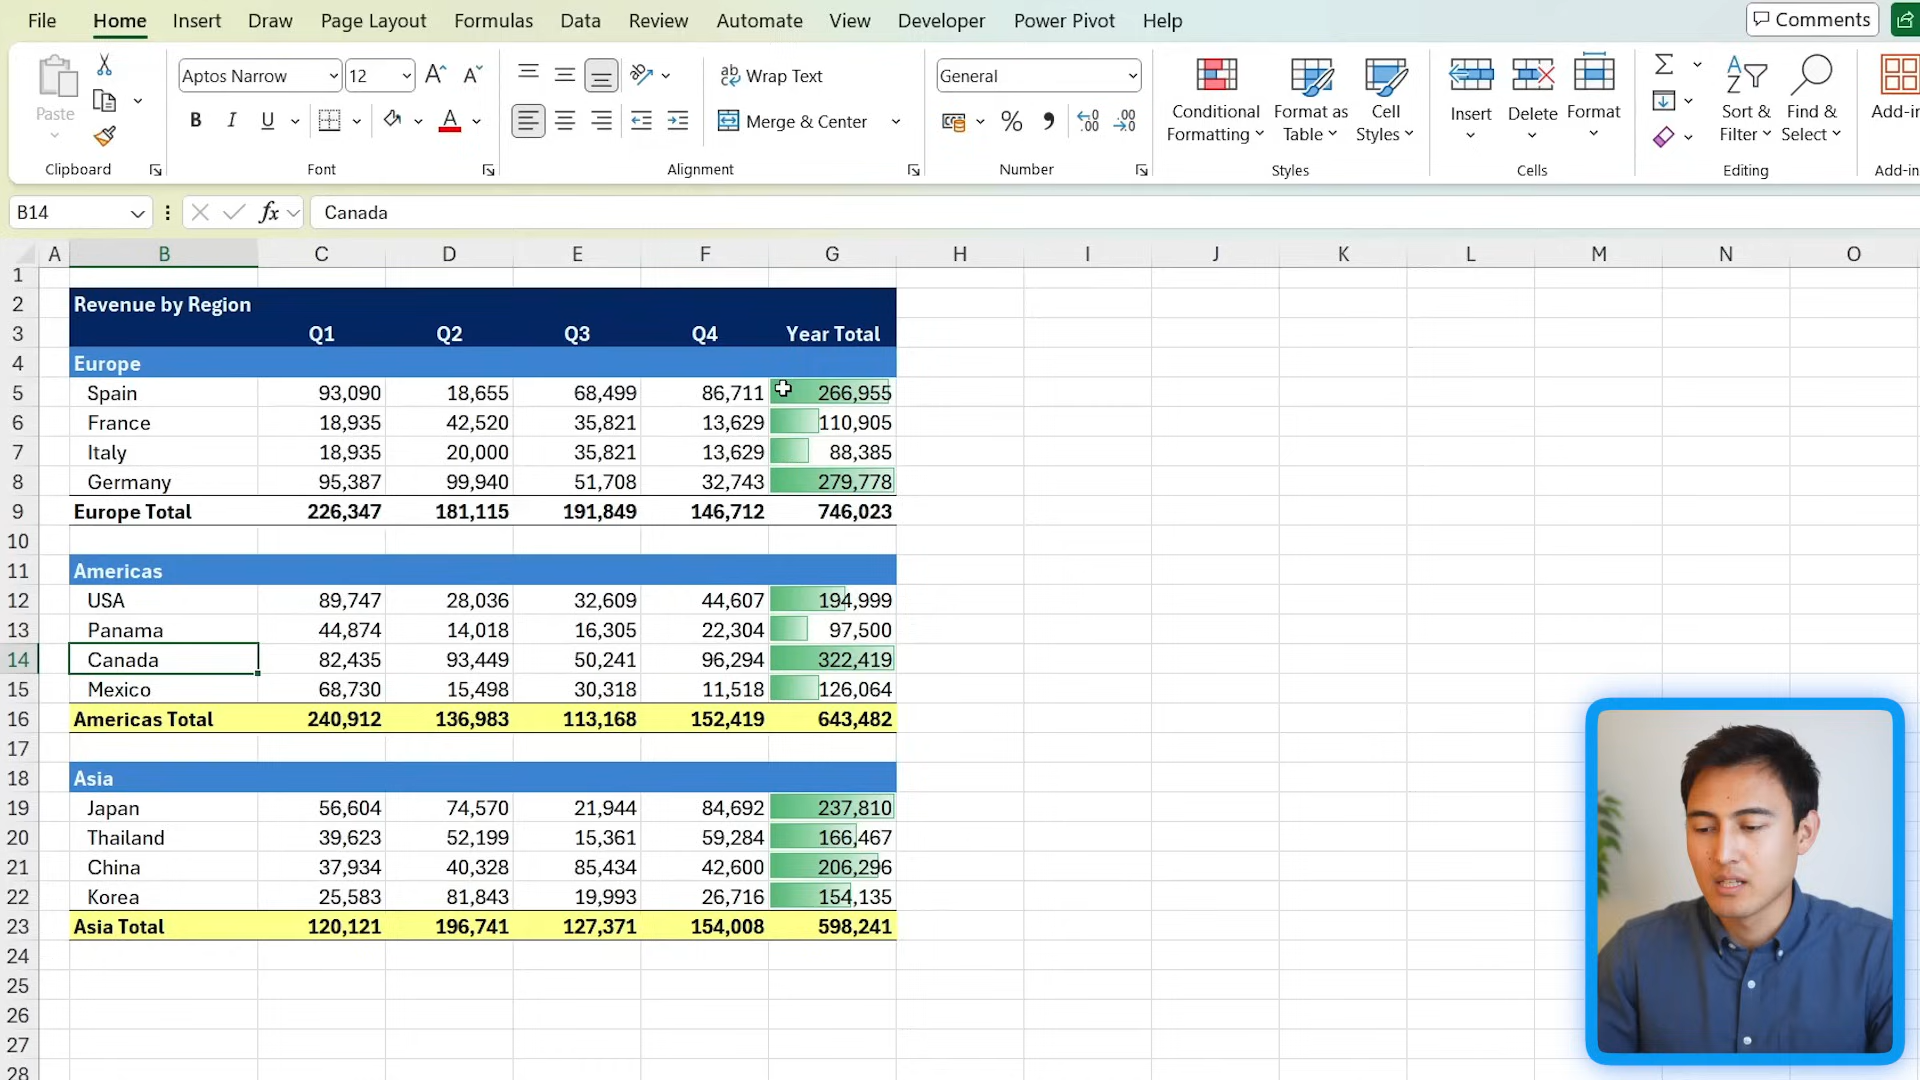 File Home Insert Draw Page Layout Formulas Data Review Automate View Developer Power Pivot Help Comments
Paste
Clipboard
Aptos Narrow 12
B I U A
Font
ab Wrap Text
Merge & Center
Alignment
General
% 9 .00 .00
Number
Conditional Formatting
Format as Table
Cell Styles
Styles
Insert Delete Format
Cells
Sort & Filter
Find & Select
Editing
Add-in
Add-in
B14 fx Canada
A B C D E F G H I J K L M N O
1
2 Revenue by Region
3 Q1 Q2 Q3 Q4 Year Total
4 Europe
5 Spain 93,090 18,655 68,499 86,711 266,955
6 France 18,935 42,520 35,821 13,629 110,905
7 Italy 18,935 20,000 35,821 13,629 88,385
8 Germany 95,387 99,940 51,708 32,743 279,778
9 Europe Total 226,347 181,115 191,849 146,712 746,023
10
11 Americas
12 USA 89,747 28,036 32,609 44,607 194,999
13 Panama 44,874 14,018 16,305 22,304 97,500
14 Canada 82,435 93,449 50,241 96,294 322,419
15 Mexico 68,730 15,498 30,318 11,518 126,064
16 Americas Total 240,912 136,983 113,168 152,419 643,482
17
18 Asia
19 Japan 56,604 74,570 21,944 84,692 237,810
20 Thailand 39,623 52,199 15,361 59,284 166,467
21 China 37,934 40,328 85,434 42,600 206,296
22 Korea 25,583 81,843 19,993 26,716 154,135
23 Asia Total 120,121 196,741 127,371 154,008 598,241
24
25
26
27
28